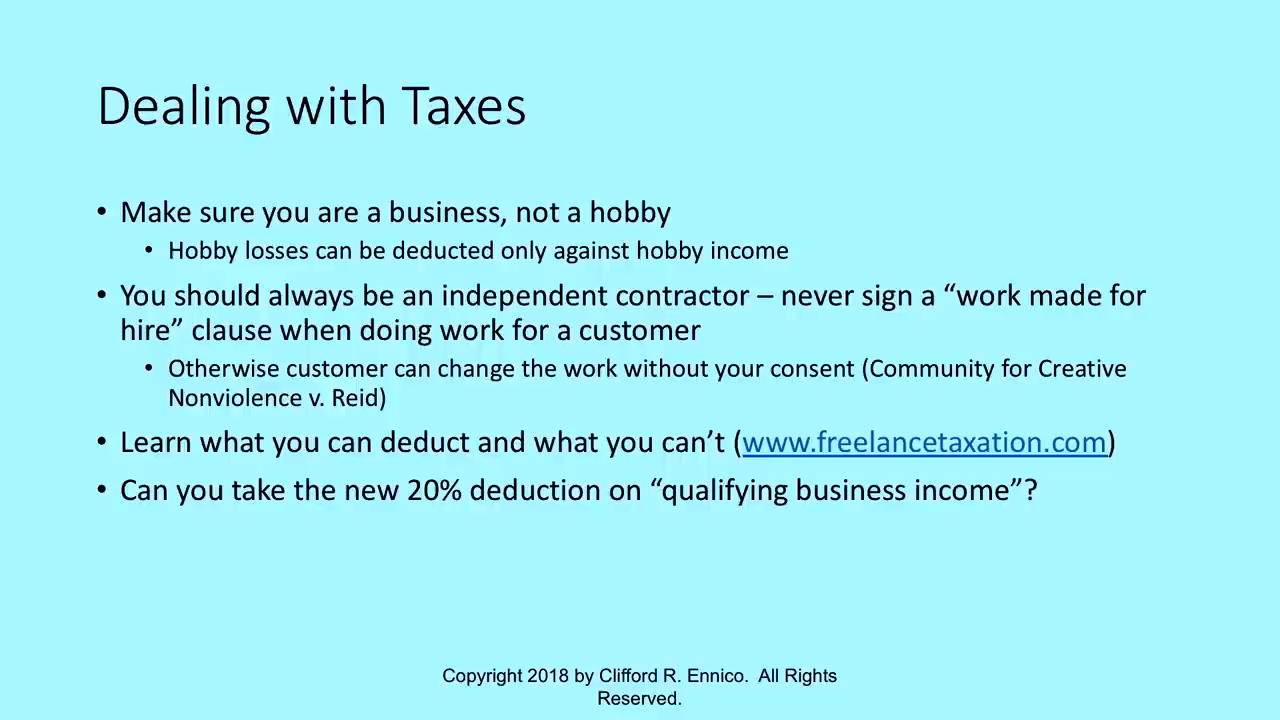 Dealing with Taxes
• Make sure you are a business, not a hobby
• Hobby losses can be deducted only against hobby income
• You should always be an independent contractor – never sign a “work made for
hire” clause when doing work for a customer
• Otherwise customer can change the work without your consent (Community for Creative
Nonviolence v. Reid)
• Learn what you can deduct and what you can’t (www.freelancetaxation.com)
• Can you take the new 20% deduction on “qualifying business income”?
Copyright 2018 by Clifford R. Ennico.  All Rights
Reserved.